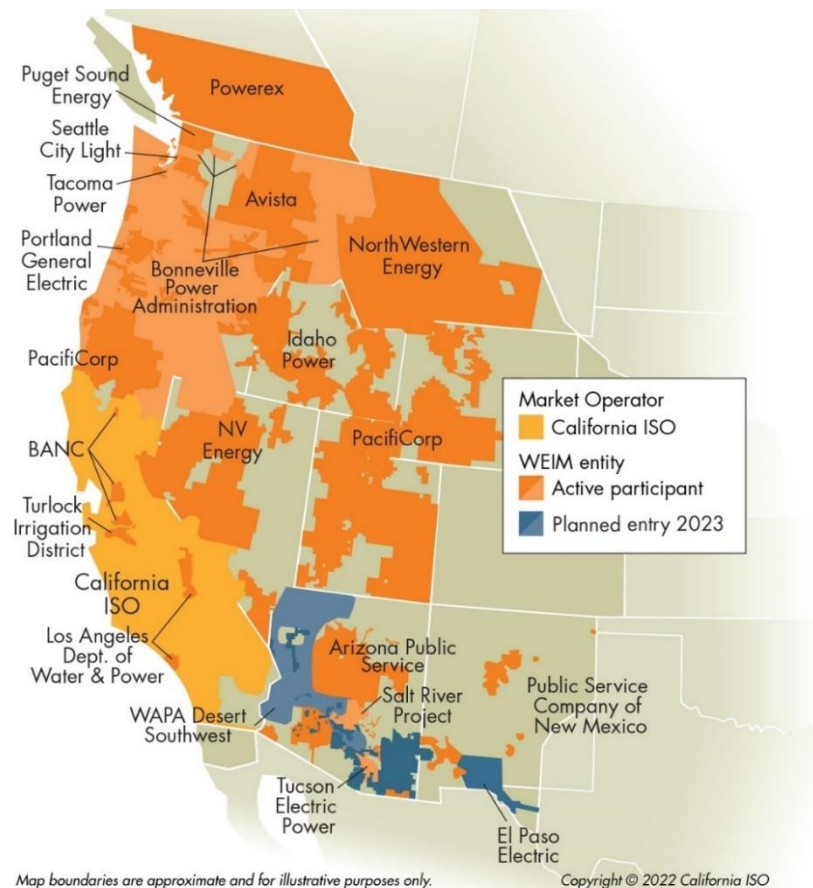 Puget Sound
Energy
Powerex
Seattle
City Light
Tacoma
Power
Avista
Portland
General
Electric
Bonneville
Power
Administration
NorthWestern
Energy
PacifiCorp
Idaho
Power
BANC
NV
Energy
PacifiCorp
Market Operator
California ISO
WEIM entity
Active participant
Planned entry 2023
Turlock
Irrigation
District
California
ISO
Los Angeles
Dept. of
Water & Power
Arizona Public
Service
WAPA Desert
Southwest
Salt River
Project
Public Service
Company of
New Mexico
Tucson
Electric
Power
El Paso
Electric
Map boundaries are approximate and for illustrative purposes only.
Copyright © 2022 California ISO